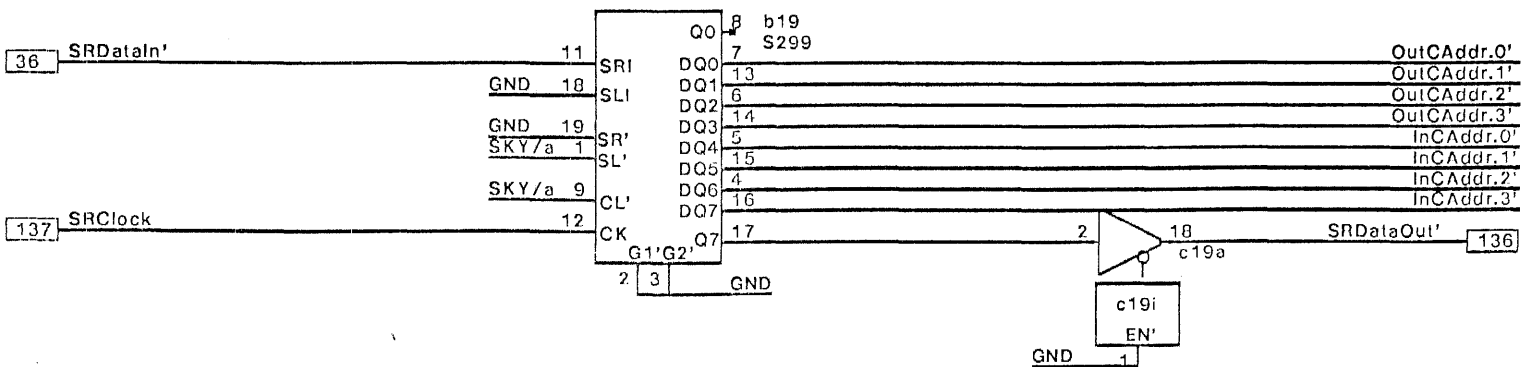 8 b19
Q0
S299
36 SRDataIn' 11 SRI
7 DQ0 OutCAddr.0'
13 DQ1 OutCAddr.1'
GND 18 SLI
6 DQ2 OutCAddr.2'
14 DQ3 OutCAddr.3'
GND 19 SR'
5 DQ4 InCAddr.0'
SKY/a 1 SL'
15 DQ5 InCAddr.1'
4 DQ6 InCAddr.2'
SKY/a 9 CL'
16 DQ7 InCAddr.3'
137 SRClock 12 CK
Q7 17 2 18 SRDataOut' 136
c19a
G1'G2'
2 3 GND
c19i
EN'
GND 1